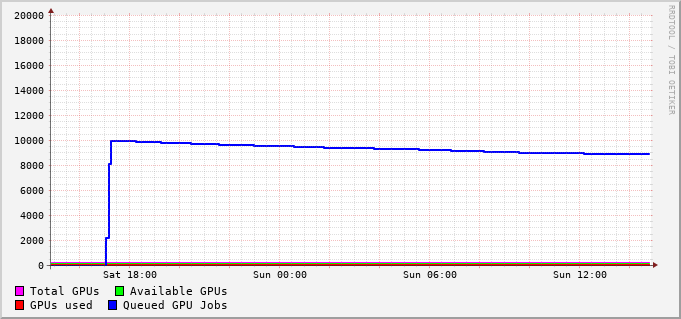 RRDTOOL / TOBI OETIKER
20000
18000
16000
14000
12000
10000
8000
6000
4000
2000
0
Sat 18:00 Sun 00:00 Sun 06:00 Sun 12:00
Total GPUs Available GPUs
GPUs used Queued GPU Jobs